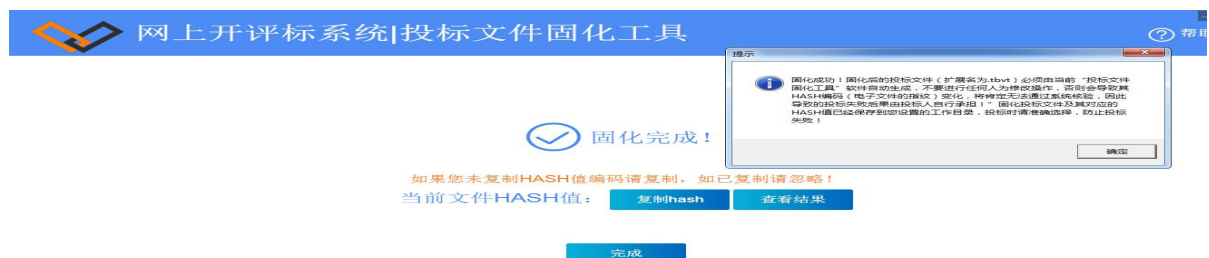 网上开评标系统|投标文件固化工具
帮助
提示
固化成功！固化后的投标文件（扩展名为.tbvt）必须由当前“投标文件
固化工具”软件自动生成，不要进行任何人为修改操作，否则会导致其
HASH编码（电子文件的指纹）变化，将肯定无法通过系统核验，因此
导致的投标失败后果由投标人自行承担！”固化投标文件及其对应的
HASH值已经保存到您设置的工作目录，投标时请准确选择，防止投标
失败！
确定
固化完成！
如果您未复制HASH值编码请复制，如已复制请忽略！
当前文件HASH值：
复制hash
查看结果
完成